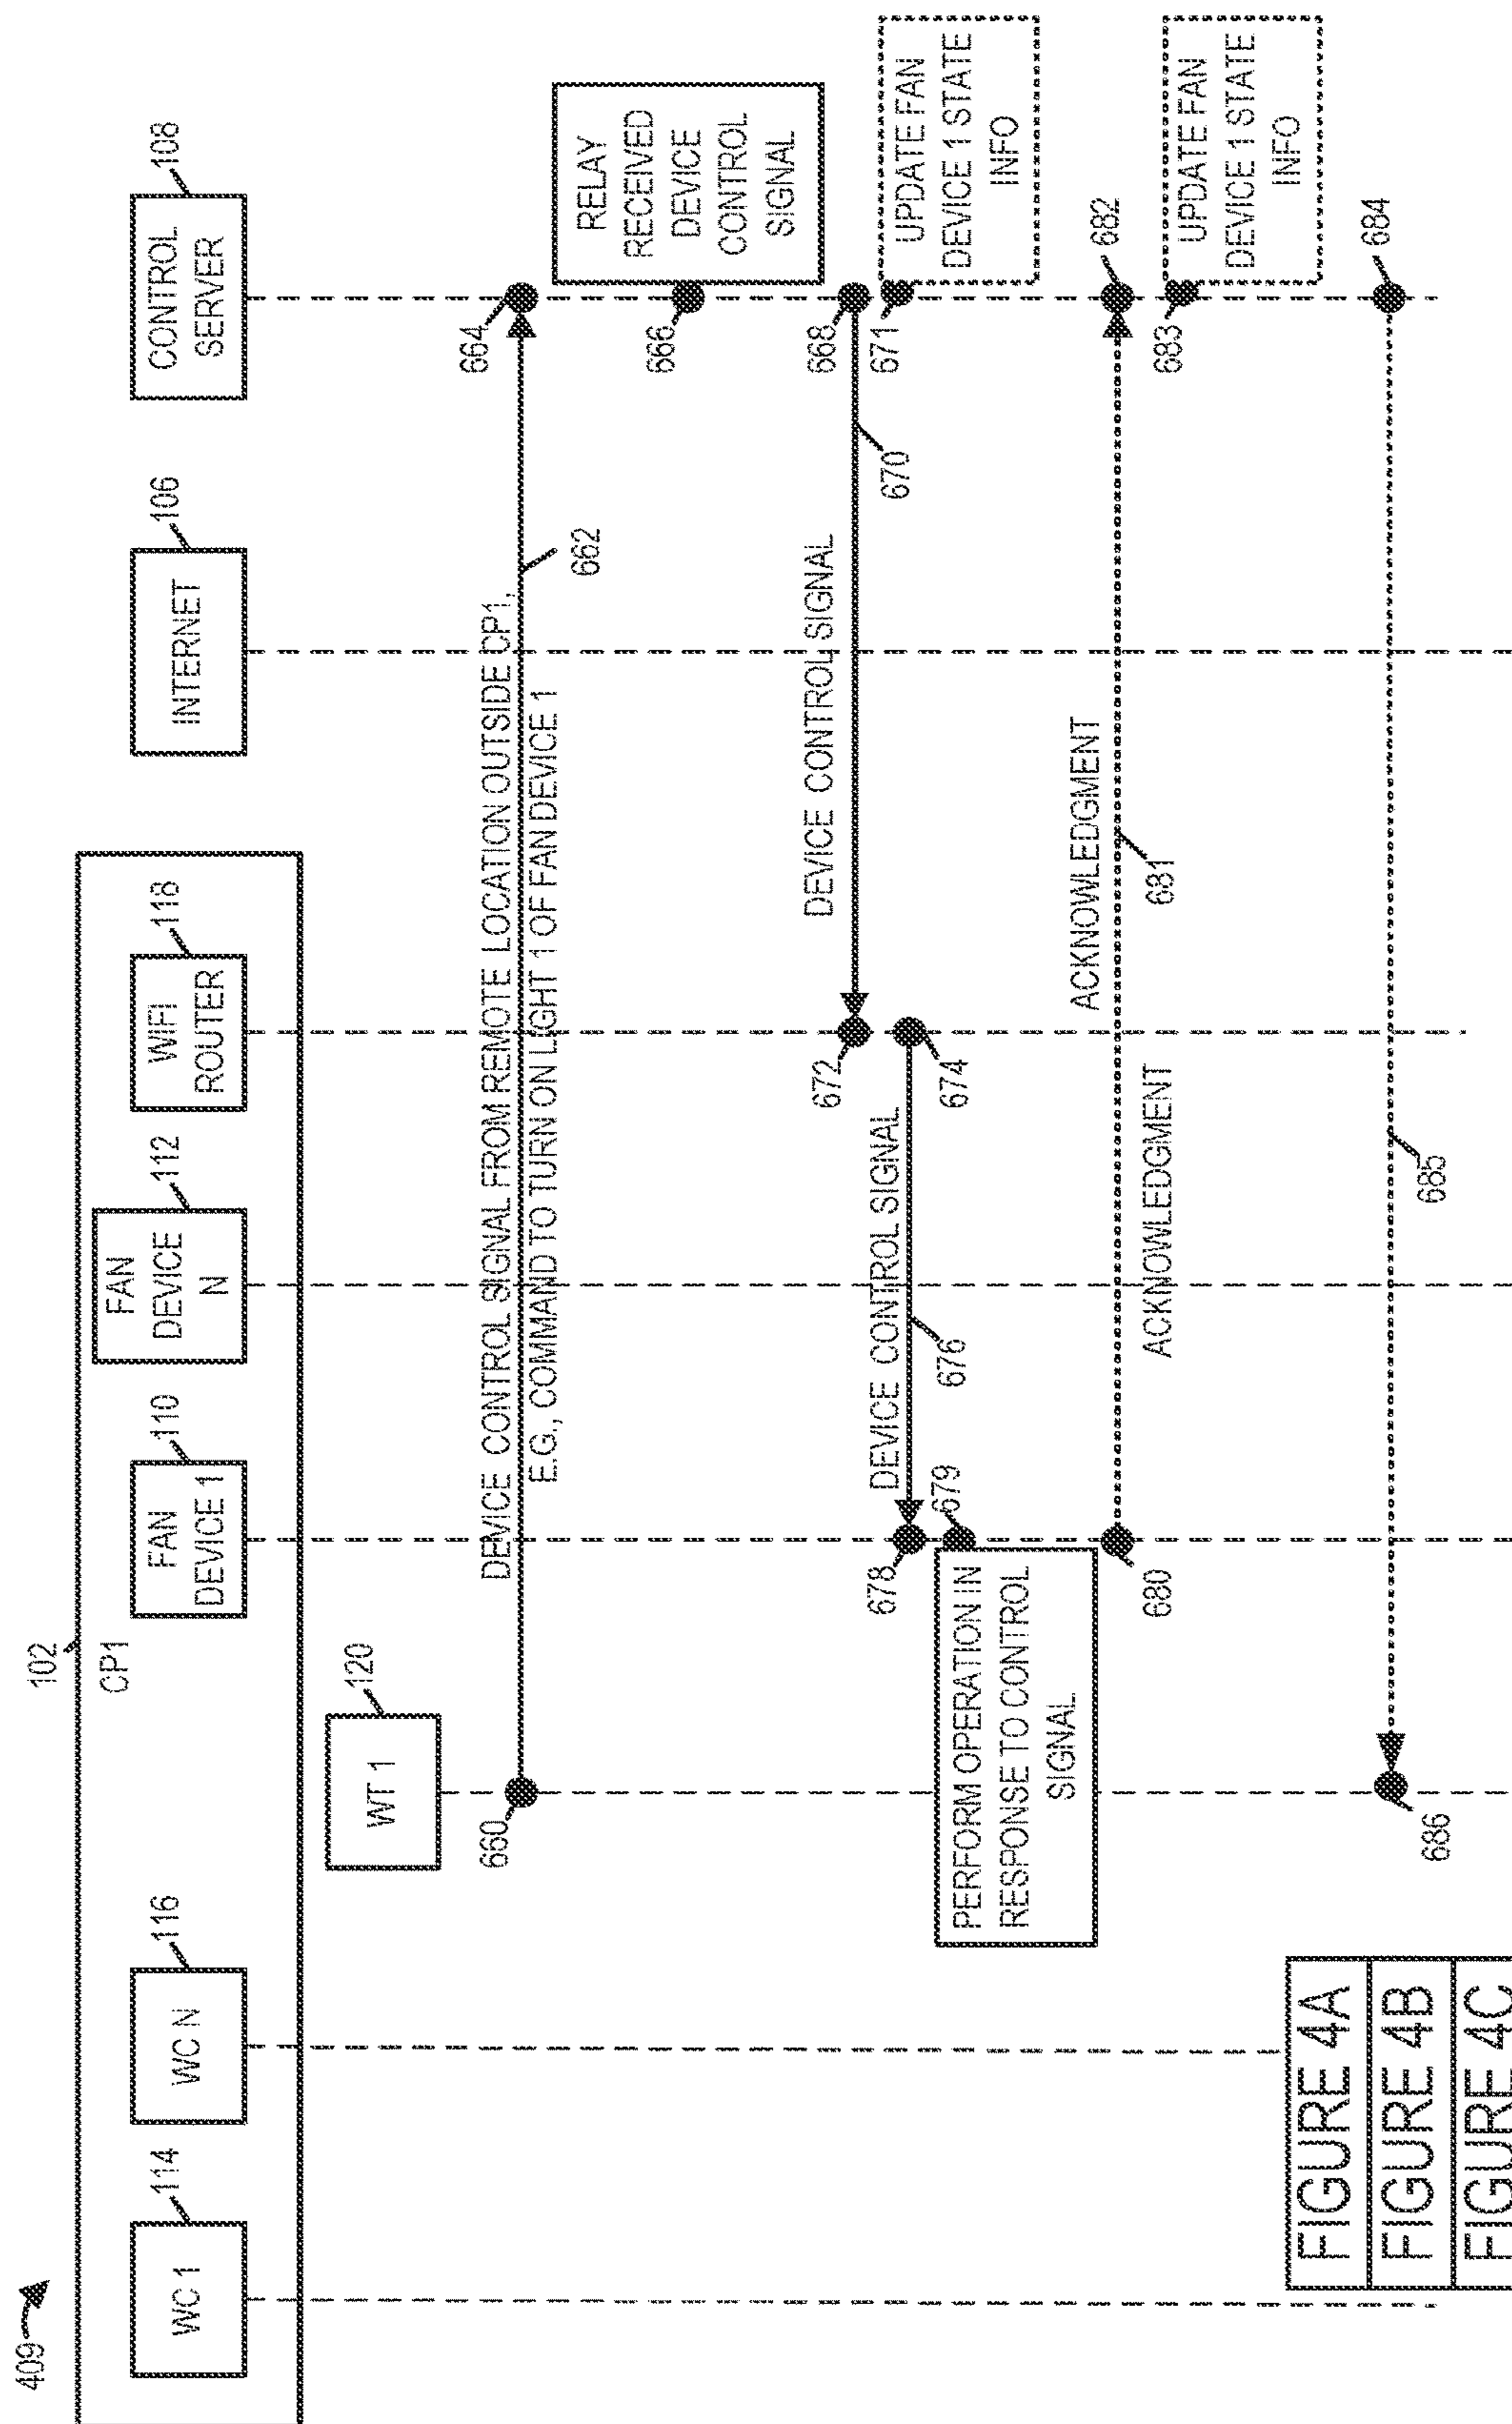 409
102
CP1
WC 1
114
WC N
116
WT 1
120
FAN
DEVICE 1
110
FAN
DEVICE
N
112
WIFI
ROUTER
118
INTERNET
106
CONTROL
SERVER
108
660
DEVICE CONTROL SIGNAL FROM REMOTE LOCATION OUTSIDE CP1,
E.G., COMMAND TO TURN ON LIGHT 1 OF FAN DEVICE 1
662
664
666
RELAY
RECEIVED
DEVICE
CONTROL
SIGNAL
668
DEVICE CONTROL SIGNAL
670
672
671
UPDATE FAN
DEVICE 1 STATE
INFO
674
DEVICE CONTROL SIGNAL
676
678
679
PERFORM OPERATION IN
RESPONSE TO CONTROL
SIGNAL
680
ACKNOWLEDGMENT
ACKNOWLEDGMENT
681
682
683
UPDATE FAN
DEVICE 1 STATE
INFO
684
685
686
FIGURE 4A
FIGURE 4B
FIGURE 4C